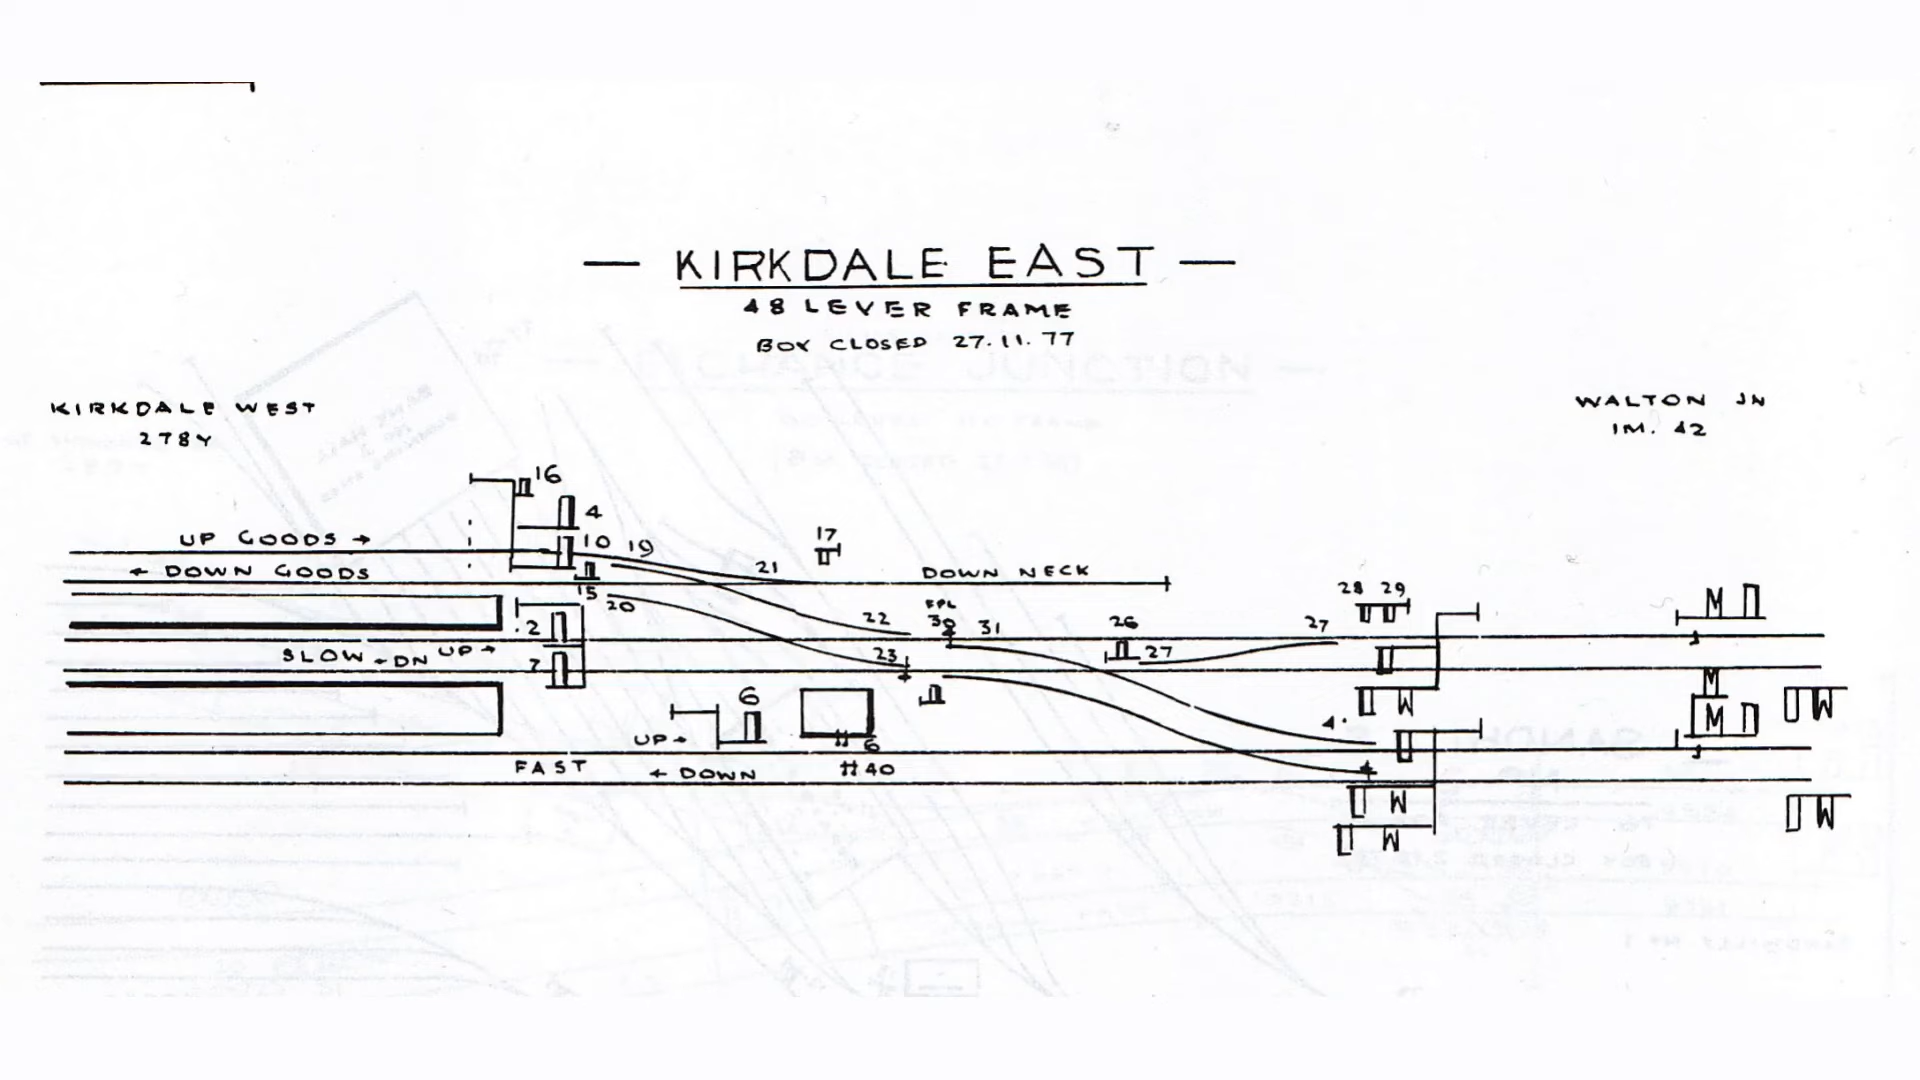 — KIRKDALE EAST —
48 LEVER FRAME
BOX CLOSED 27.11.77
KIRKDALE WEST
278Y
WALTON JN
1M. 42
16
4
UP GOODS →
10 19
17
← DOWN GOODS
21
DOWN NECK
15
20
28 29
M
2
22
FPL
30
31
26
27
SLOW ← DN UP →
7
23
27
M
6
M
M
M
UP →
6
4
FAST
← DOWN
40
M
M
M